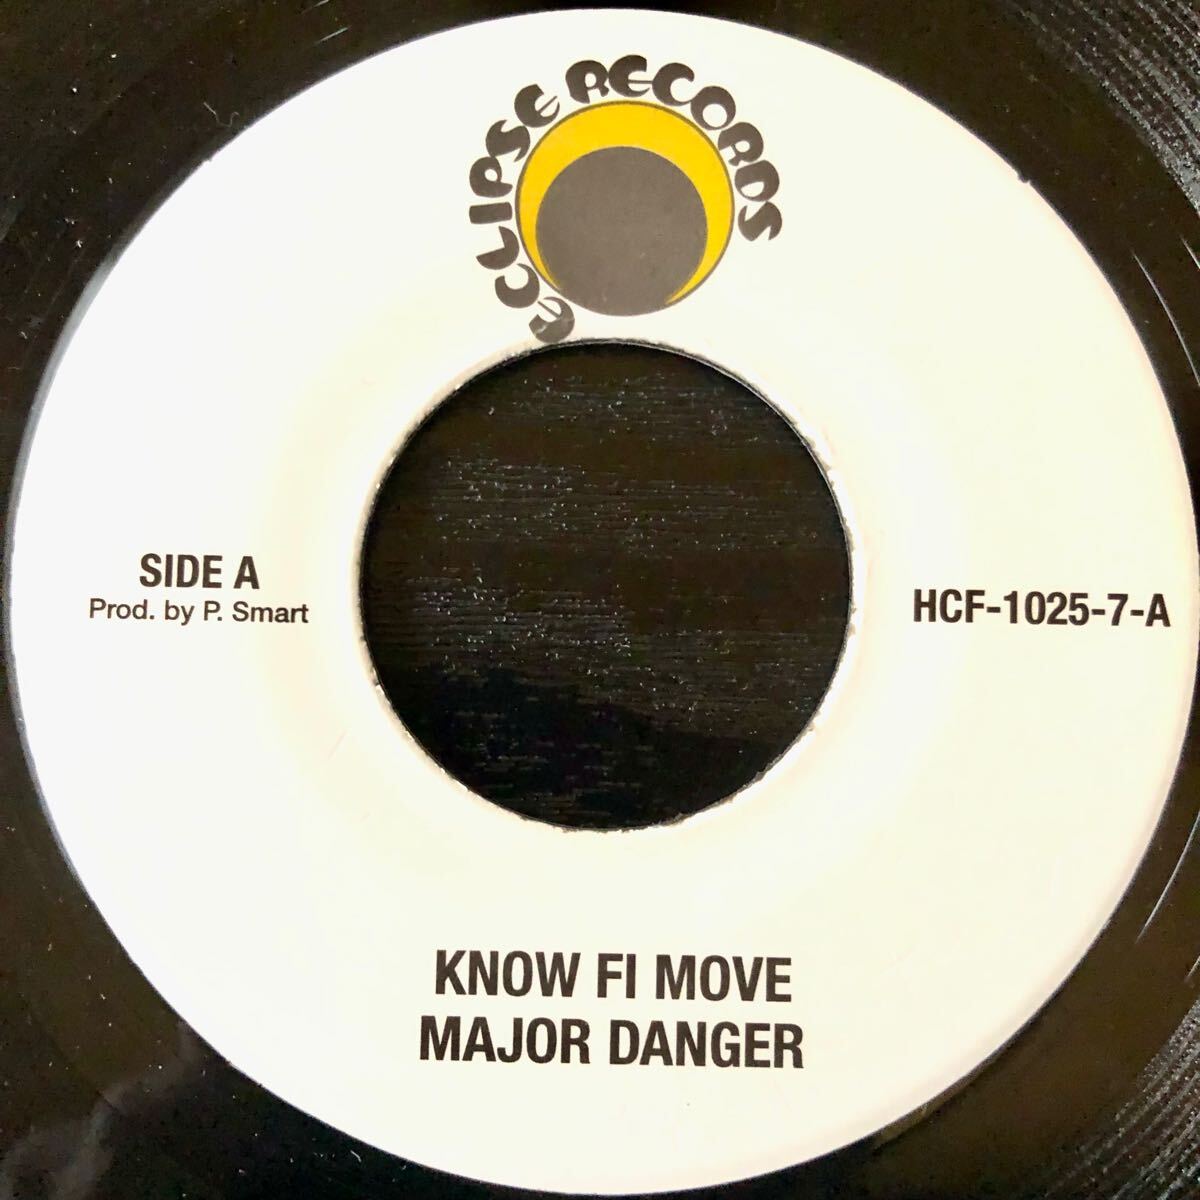 ECLIPSE RECORDS
SIDE A
Prod. by P. Smart
HCF-1025-7-A
KNOW FI MOVE
MAJOR DANGER